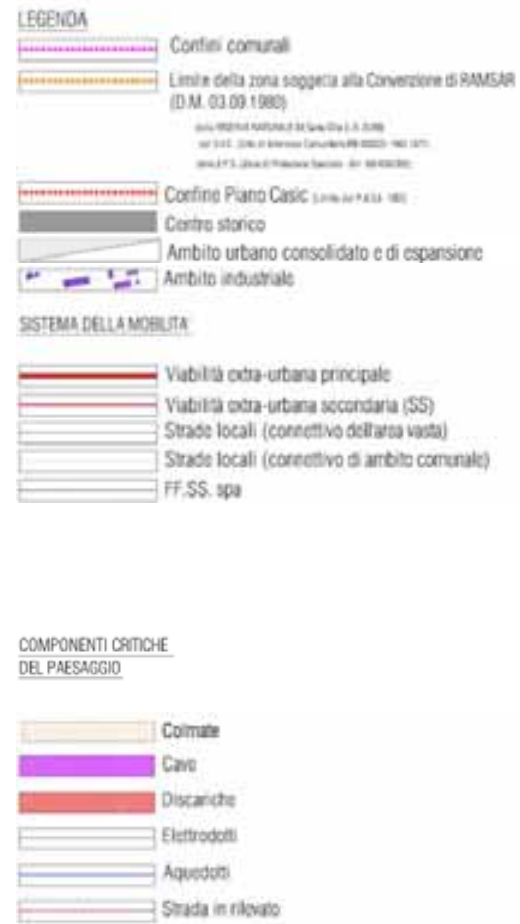 LEGENDA
Confini comunali
Limite della zona soggetta alla Convenzione di RAMSAR
(D.M. 03.09.1980)
Confine Piano Casic
Centro storico
Ambito urbano consolidato e di espansione
Ambito industriale
SISTEMA DELLA MOBILITA'
Viabilità extra-urbana principale
Viabilità extra-urbana secondaria (SS)
Strade locali (connettivo dell'area vasta)
Strade locali (connettivo di ambito comunale)
FF.SS. spa
COMPONENTI CRITICHE
DEL PAESAGGIO
Colmate
Cave
Discariche
Elettrodotti
Aquedotti
Strada in rilevato